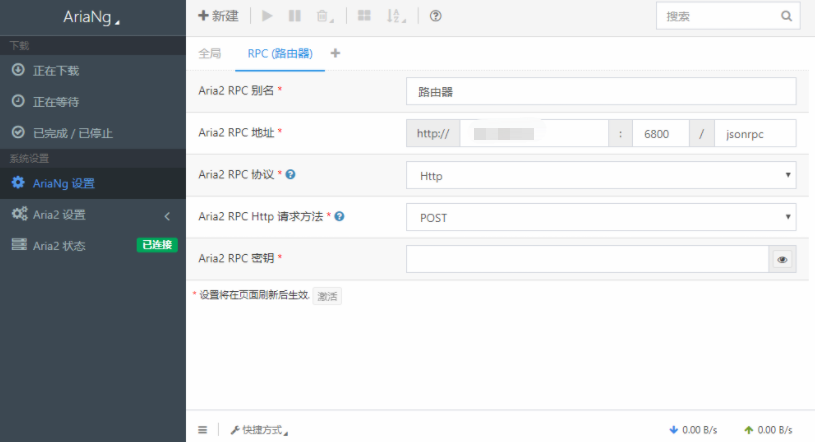 AriaNg
新建
搜索
下载
正在下载
正在等待
已完成 / 已停止
系统设置
AriaNg 设置
Aria2 设置
Aria2 状态 已连接
全局 RPC (路由器)
Aria2 RPC 别名 * 路由器
Aria2 RPC 地址 * http:// : 6800 / jsonrpc
Aria2 RPC 协议 * Http
Aria2 RPC Http 请求方法 * POST
Aria2 RPC 密钥 *
* 设置将在页面刷新后生效. 激活
快捷方式 0.00 B/s 0.00 B/s